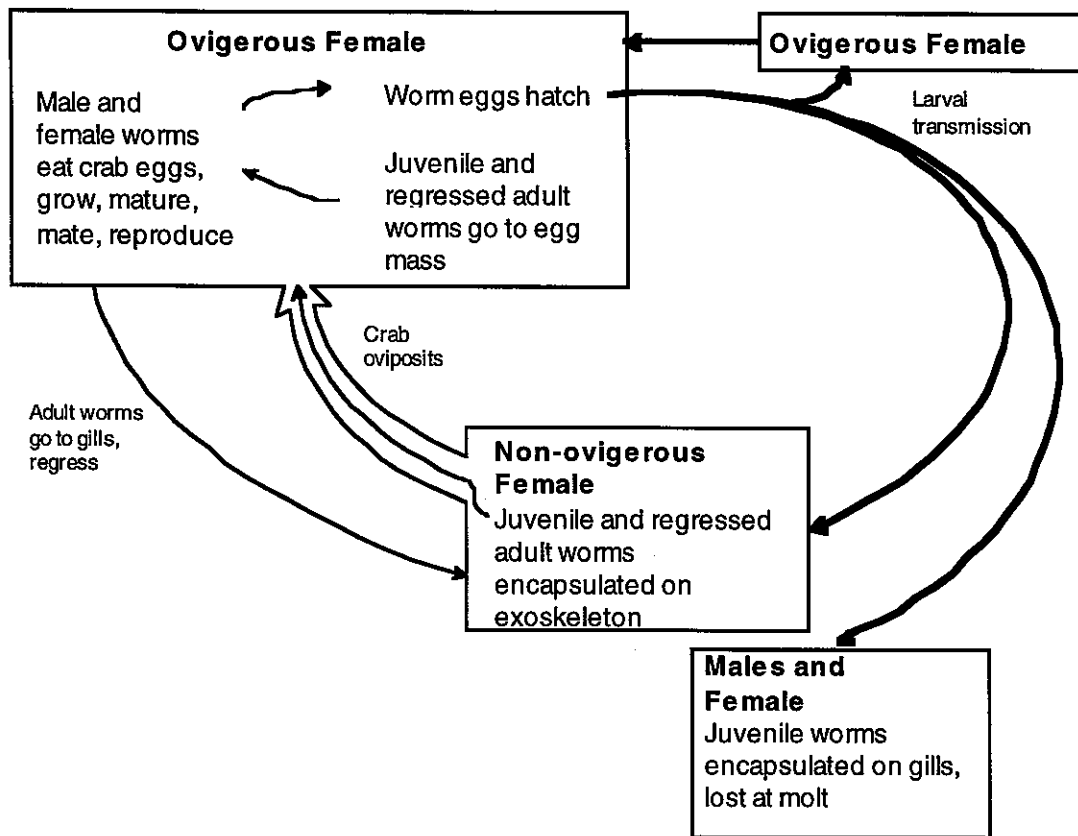 Ovigerous Female
Male and
female worms
eat crab eggs,
grow, mature,
mate, reproduce
Worm eggs hatch
Juvenile and
regressed adult
worms go to egg
mass
Ovigerous Female
Larval
transmission
Crab
oviposits
Adult worms
go to gills,
regress
Non-ovigerous
Female
Juvenile and regressed
adult worms
encapsulated on
exoskeleton
Males and
Female
Juvenile worms
encapsulated on gills,
lost at molt